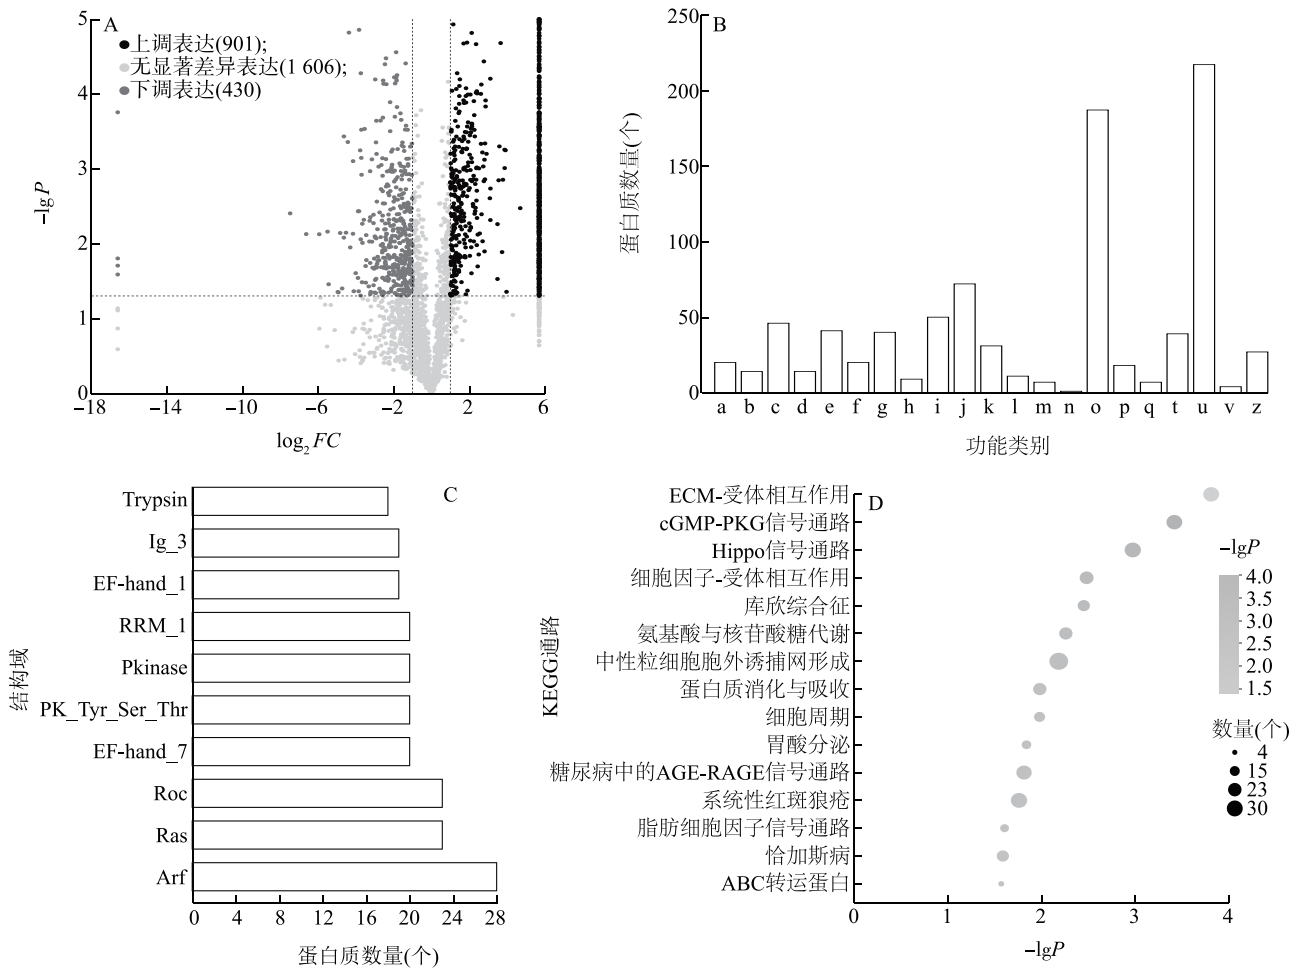 A
上调表达(901);
无显著差异表达(1 606);
下调表达(430)
5
4
3
2
1
0
−lgP
−18 −14 −10 −6 −2 2 6
log₂FC
B
250
200
150
100
50
0
蛋白质数量(个)
a b c d e f g h i j k l m n o p q t u v z
功能类别
C
结构域
Trypsin
Ig_3
EF-hand_1
RRM_1
Pkinase
PK_Tyr_Ser_Thr
EF-hand_7
Roc
Ras
Arf
0 4 8 12 16 20 24 28
蛋白质数量(个)
D
KEGG通路
ECM-受体相互作用
cGMP-PKG信号通路
Hippo信号通路
细胞因子-受体相互作用
库欣综合征
氨基酸与核苷酸糖代谢
中性粒细胞胞外诱捕网形成
蛋白质消化与吸收
细胞周期
胃酸分泌
糖尿病中的AGE-RAGE信号通路
系统性红斑狼疮
脂肪细胞因子信号通路
恰加斯病
ABC转运蛋白
0 1 2 3 4
−lgP
−lgP
4.0
3.5
2.5
2.0
1.5
数量(个)
4
15
23
30